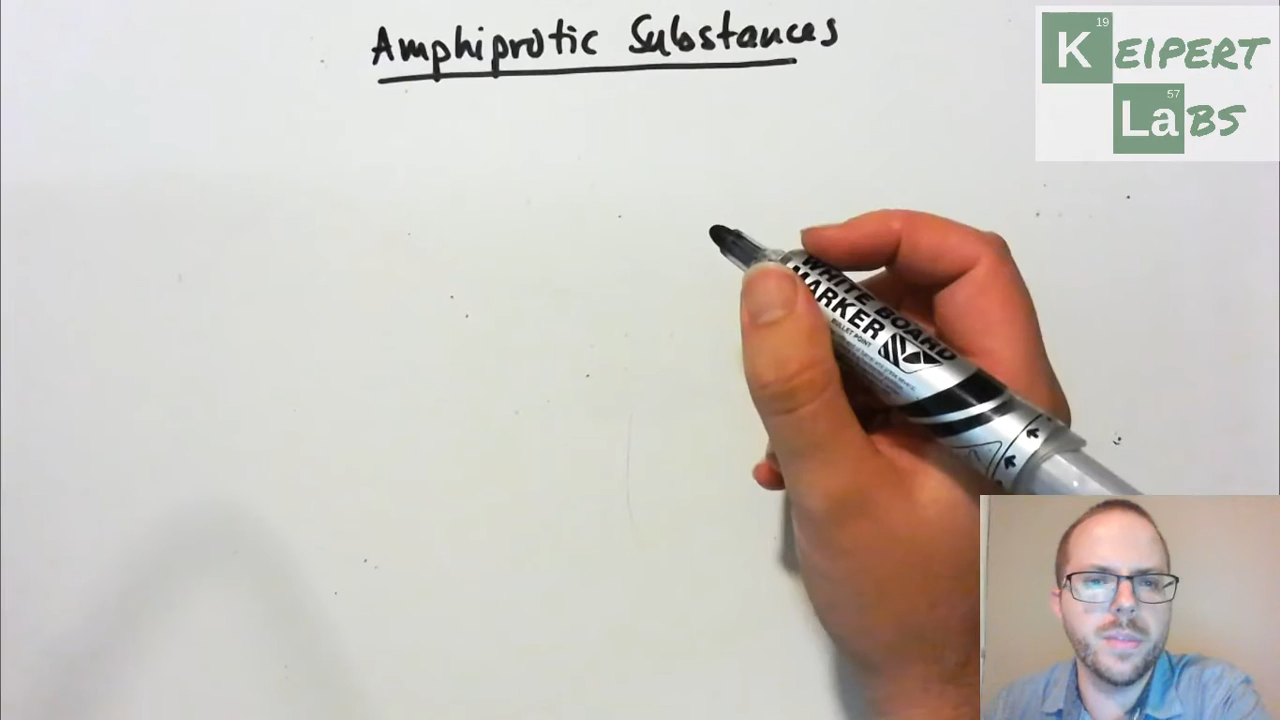 Amphiprotic Substances
19
KEIPERT
57
LaBS
WHITE BOARD
MARKER
BULLET POINT